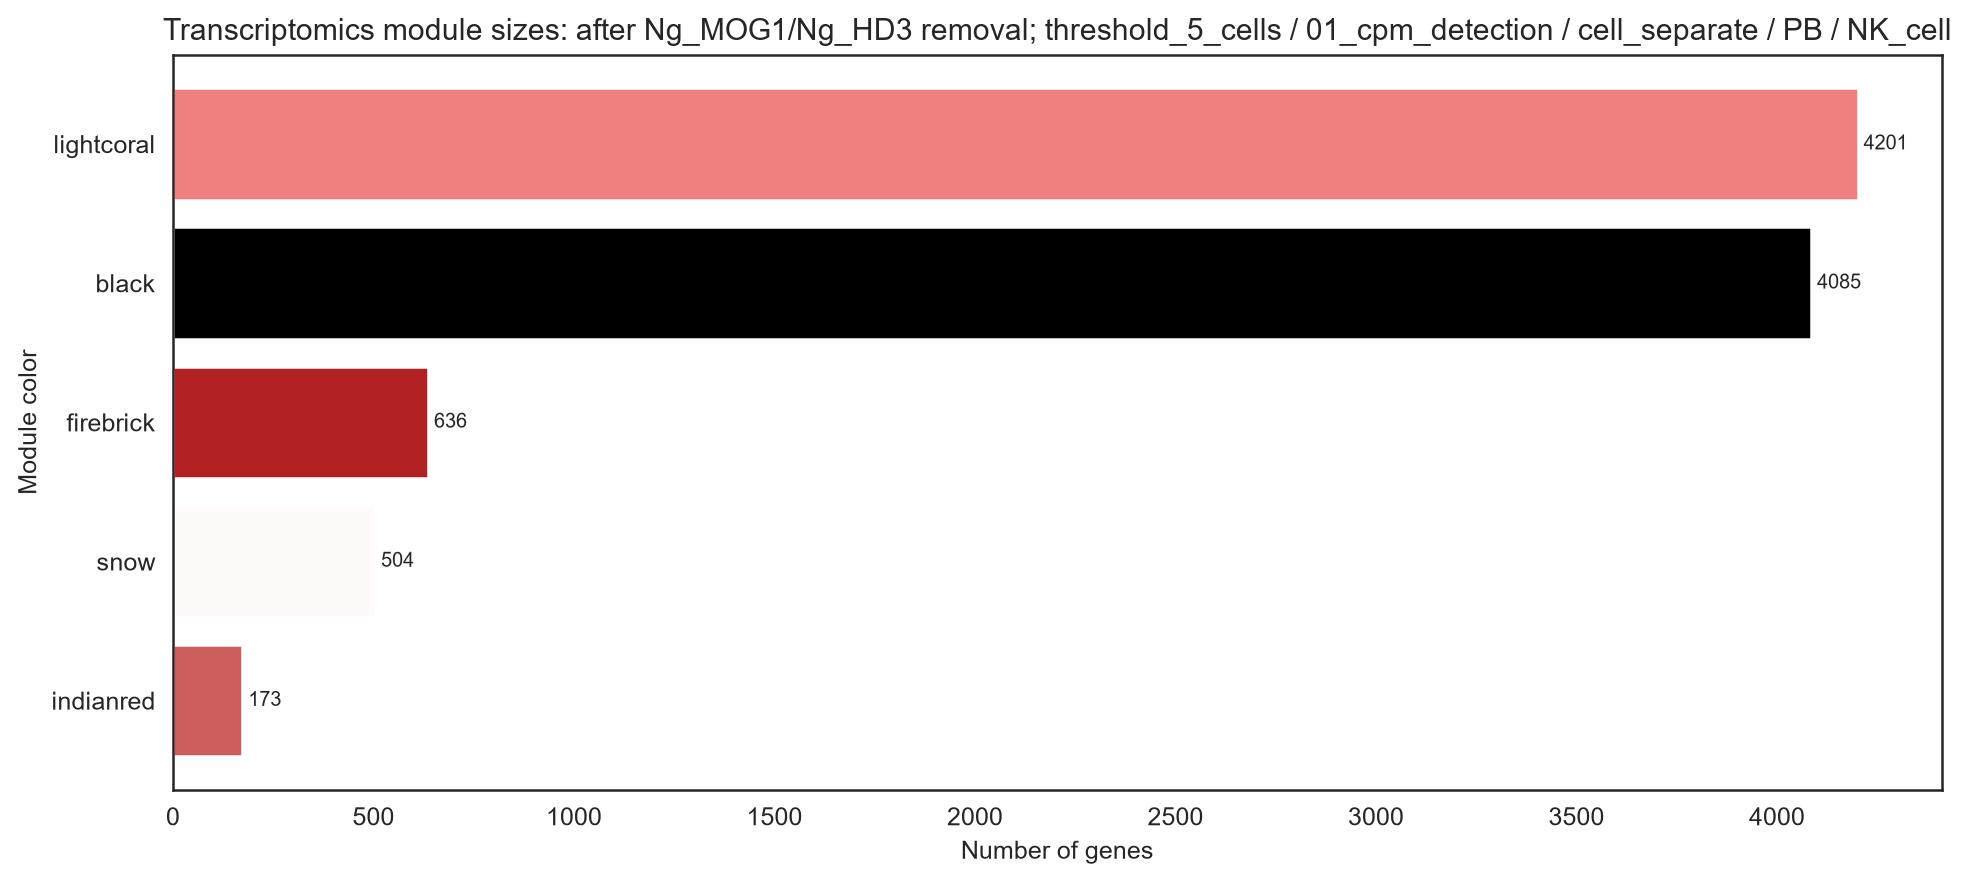 Transcriptomics module sizes: after Ng_MOG1/Ng_HD3 removal; threshold_5_cells / 01_cpm_detection / cell_separate / PB / NK_cell
lightcoral
4201
black
4085
firebrick
636
snow
504
indianred
173
Module color
0 500 1000 1500 2000 2500 3000 3500 4000
Number of genes